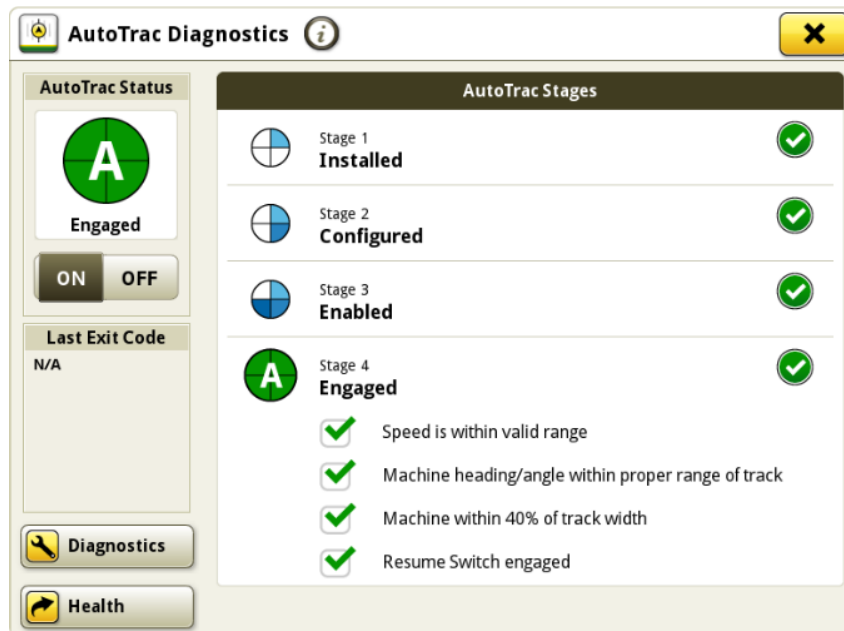 AutoTrac Diagnostics i
AutoTrac Status
A
Engaged
ON OFF
Last Exit Code
N/A
Diagnostics
Health
AutoTrac Stages
Stage 1
Installed
Stage 2
Configured
Stage 3
Enabled
A
Stage 4
Engaged
Speed is within valid range
Machine heading/angle within proper range of track
Machine within 40% of track width
Resume Switch engaged